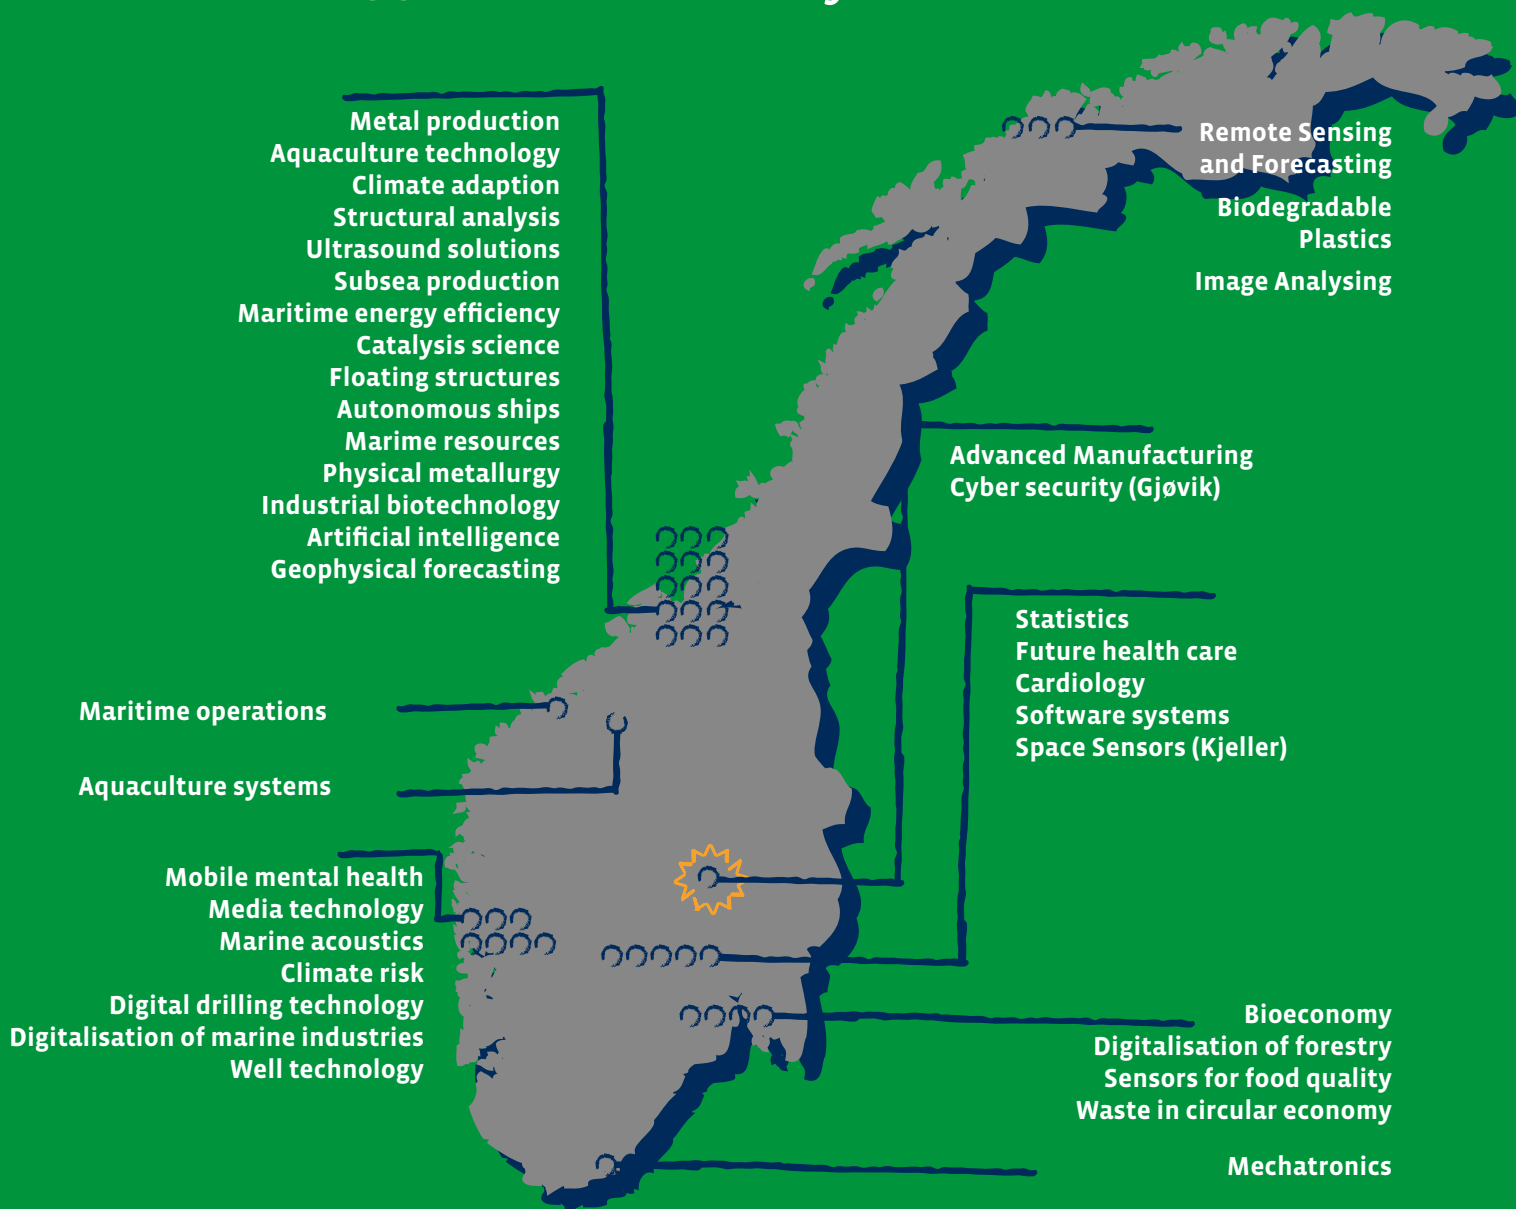 Metal production
Aquaculture technology
Climate adaption
Structural analysis
Ultrasound solutions
Subsea production
Maritime energy efficiency
Catalysis science
Floating structures
Autonomous ships
Marime resources
Physical metallurgy
Industrial biotechnology
Artificial intelligence
Geophysical forecasting
Remote Sensing
and Forecasting
Biodegradable
Plastics
Image Analysing
Advanced Manufacturing
Cyber security (Gjøvik)
Statistics
Future health care
Cardiology
Software systems
Space Sensors (Kjeller)
Maritime operations
Aquaculture systems
Mobile mental health
Media technology
Marine acoustics
Climate risk
Digital drilling technology
Digitalisation of marine industries
Well technology
Bioeconomy
Digitalisation of forestry
Sensors for food quality
Waste in circular economy
Mechatronics